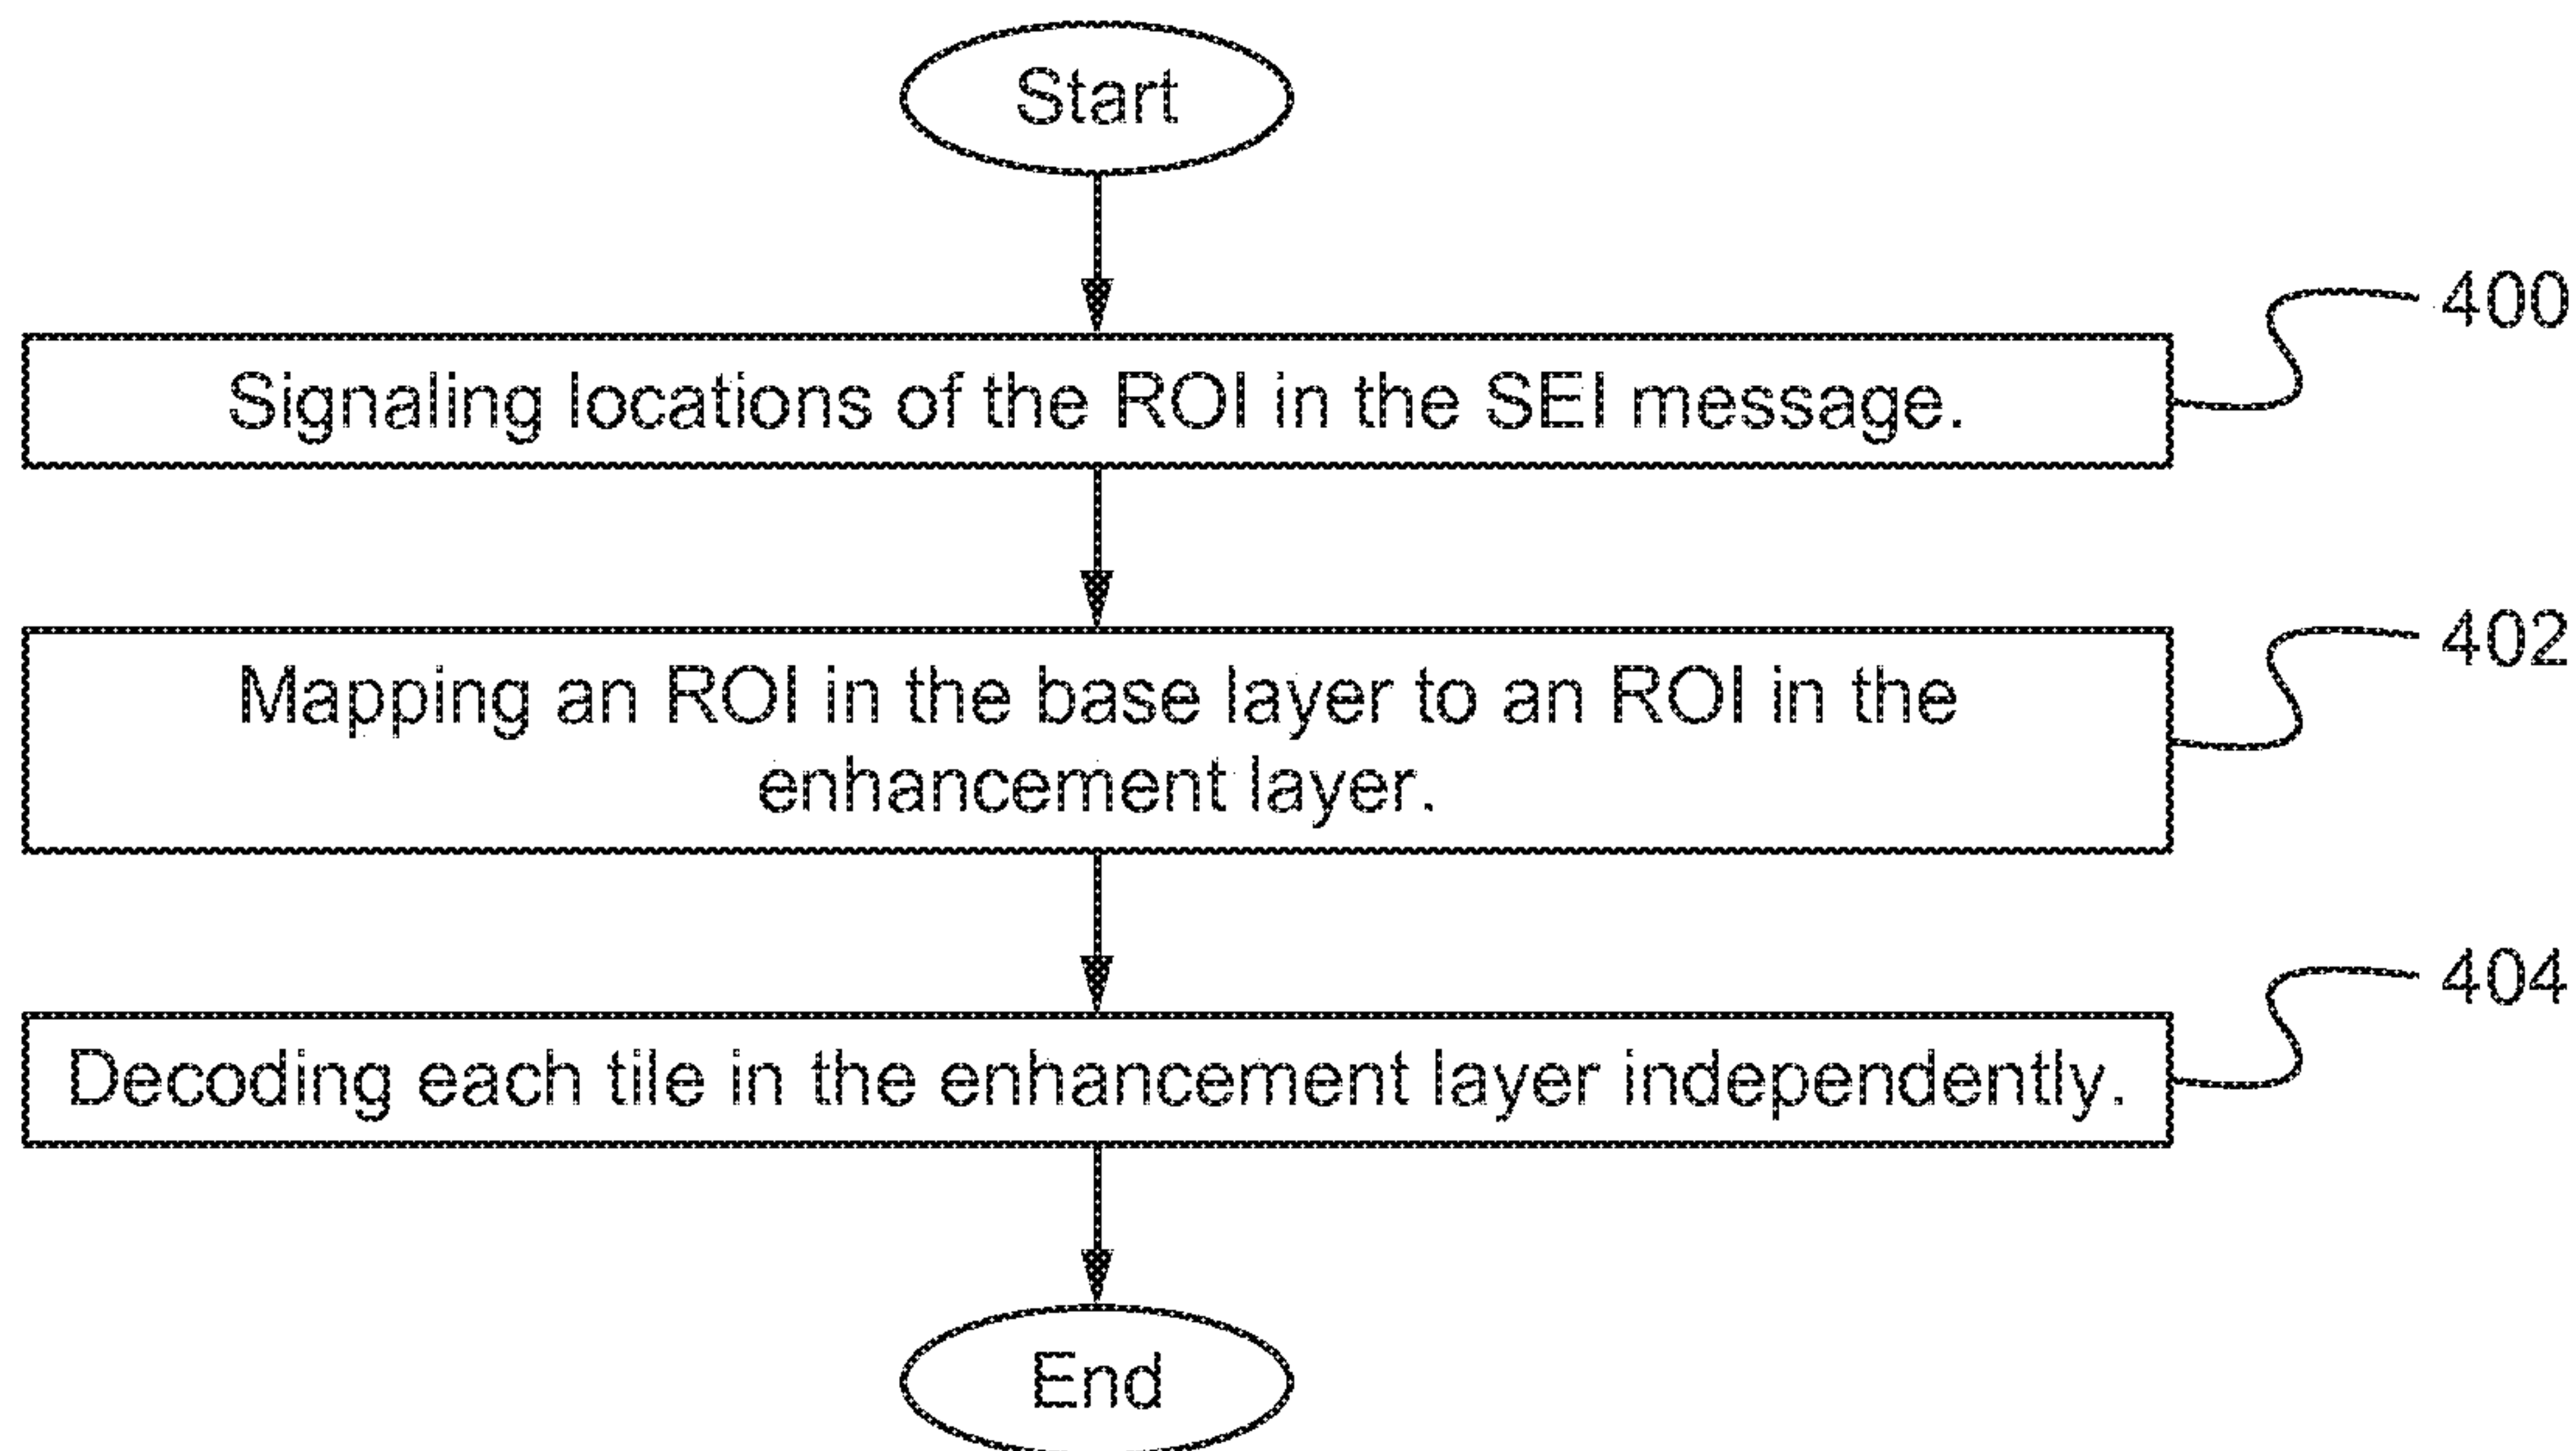 Start
400
Signaling locations of the ROI in the SEI message.
402
Mapping an ROI in the base layer to an ROI in the
enhancement layer.
404
Decoding each tile in the enhancement layer independently.
End